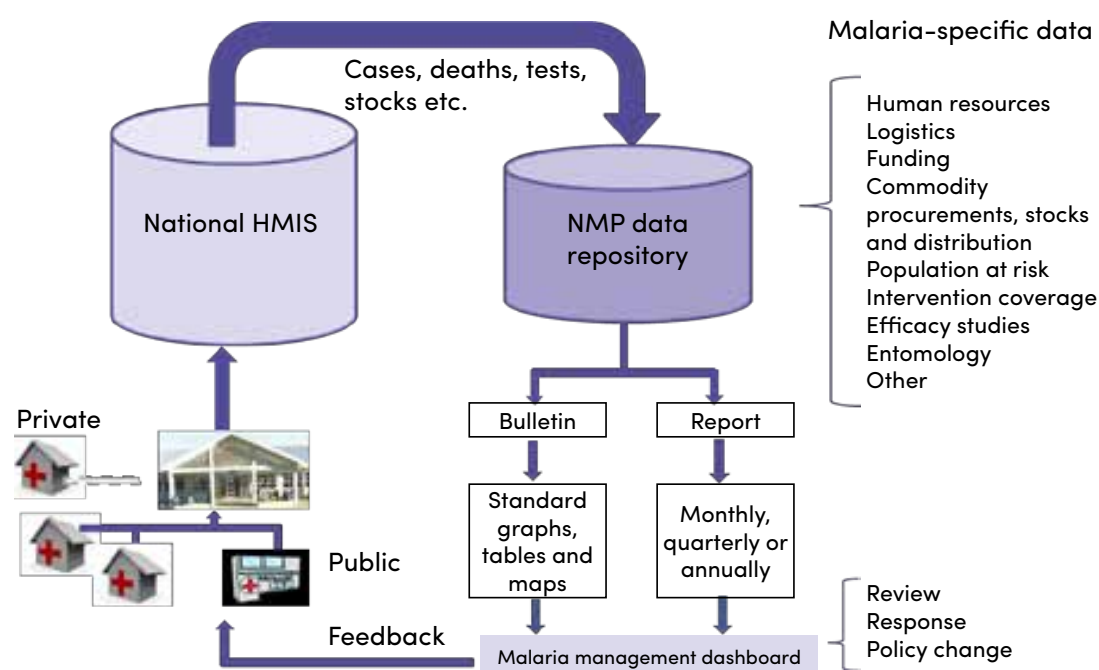 Malaria-specific data
Cases, deaths, tests,
stocks etc.
Human resources
Logistics
Funding
Commodity
procurements, stocks
and distribution
Population at risk
Intervention coverage
Efficacy studies
Entomology
Other
National HMIS
NMP data
repository
Private
Bulletin
Report
Standard
graphs,
tables and
maps
Monthly,
quarterly or
annually
Public
Review
Response
Policy change
Feedback
Malaria management dashboard